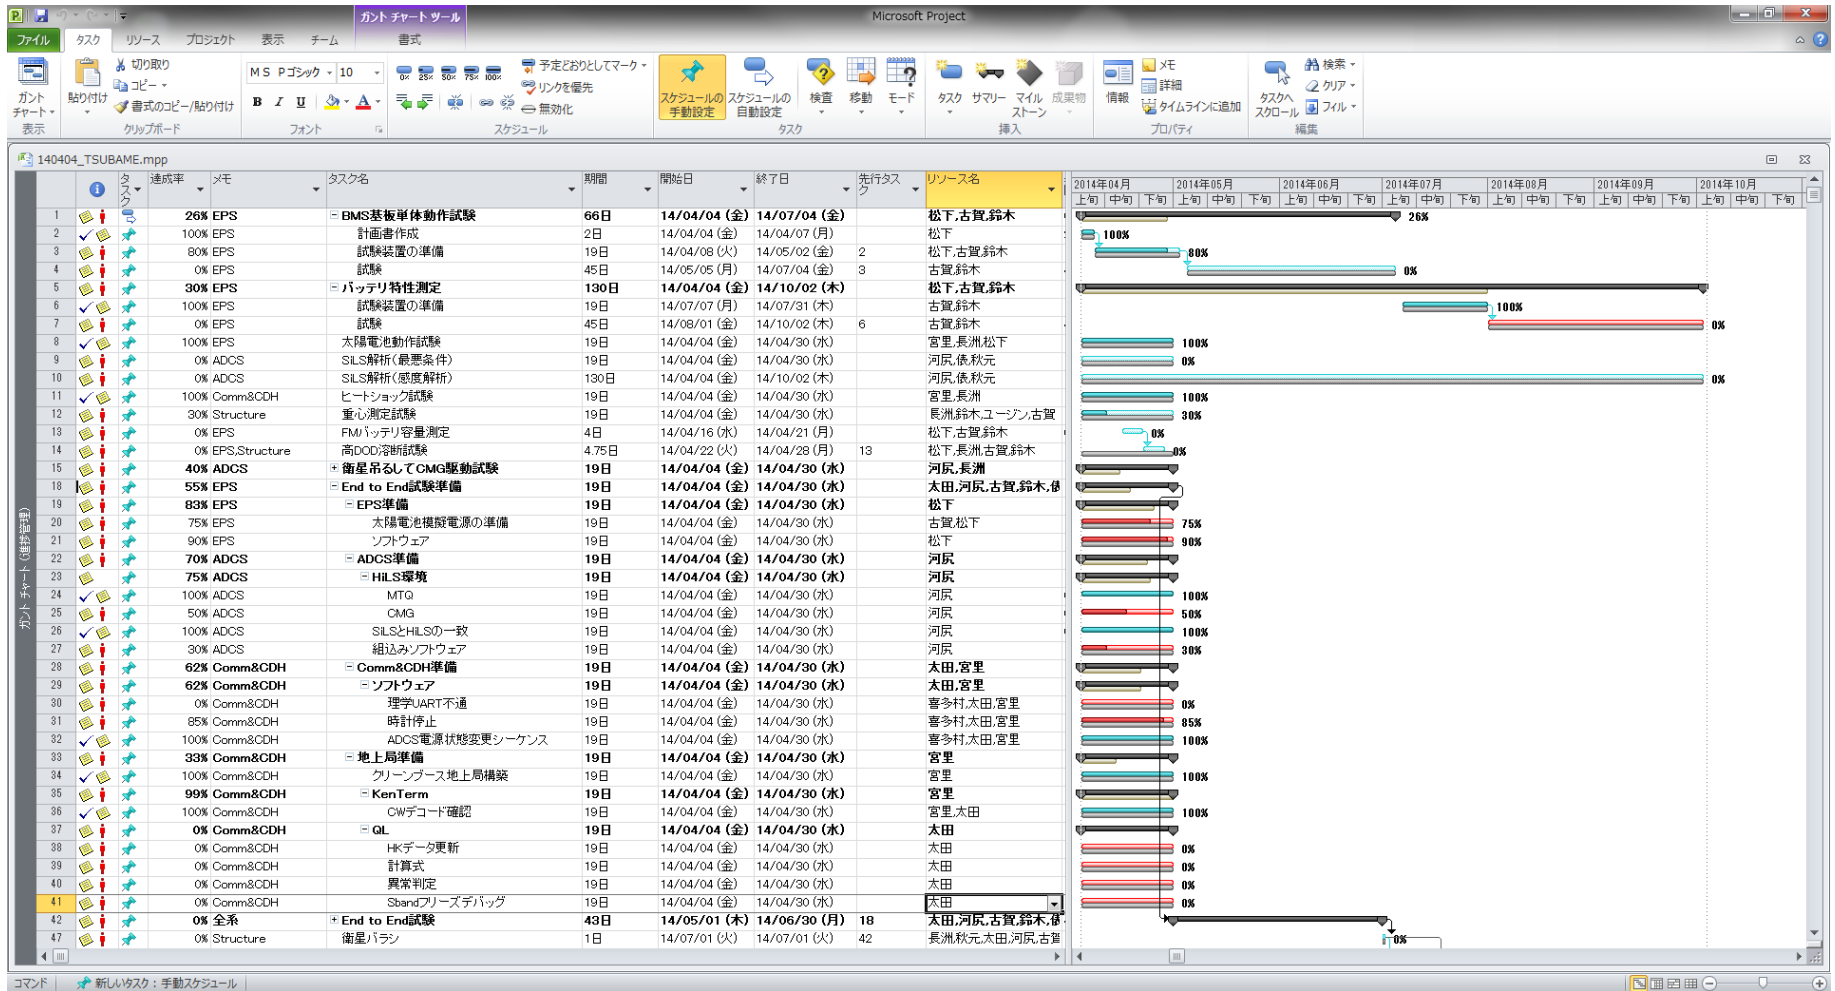 ガント チャート ツール
Microsoft Project
ファイル タスク リソース プロジェクト 表示 チーム 書式
ガント チャート
貼り付け
切り取り
コピー
書式のコピー/貼り付け
MS Pゴシック 10
B I U
0% 25% 50% 75% 100%
予定どおりとしてマーク
リンクを優先
無効化
スケジュールの手動設定
スケジュールの自動設定
検査 移動 モード
タスク サマリー マイルストーン 成果物
情報
メモ
詳細
タイムラインに追加
タスクへスクロール
検索
クリア
フィル
表示 クリップボード フォント スケジュール タスク 挿入 プロパティ 編集
140404_TSUBAME.mpp
タスク 達成率 メモ タスク名 期間 開始日 終了日 先行タスク リソース名
2014年04月 2014年05月 2014年06月 2014年07月 2014年08月 2014年09月 2014年10月
上旬 中旬 下旬 上旬 中旬 下旬 上旬 中旬 下旬 上旬 中旬 下旬 上旬 中旬 下旬 上旬 中旬 下旬 上旬 中旬 下旬
1 26% EPS BMS基板単体動作試験 66日 14/04/04 (金) 14/07/04 (金) 松下,古賀,鈴木 26%
2 100% EPS 計画書作成 2日 14/04/04 (金) 14/04/07 (月) 松下 100%
3 80% EPS 試験装置の準備 19日 14/04/08 (火) 14/05/02 (金) 2 松下,古賀,鈴木 80%
4 0% EPS 試験 45日 14/05/05 (月) 14/07/04 (金) 3 古賀,鈴木 0%
5 30% EPS バッテリ特性測定 130日 14/04/04 (金) 14/10/02 (木) 松下,古賀,鈴木
6 100% EPS 試験装置の準備 19日 14/07/07 (月) 14/07/31 (木) 古賀,鈴木 100%
7 0% EPS 試験 45日 14/08/01 (金) 14/10/02 (木) 6 古賀,鈴木 0%
8 100% EPS 太陽電池動作試験 19日 14/04/04 (金) 14/04/30 (水) 宮里,長洲,松下 100%
9 0% ADCS SiLS解析(最悪条件) 19日 14/04/04 (金) 14/04/30 (水) 河尻,俵,秋元 0%
10 0% ADCS SiLS解析(感度解析) 130日 14/04/04 (金) 14/10/02 (木) 河尻,俵,秋元 0%
11 100% Comm&CDH ヒートショック試験 19日 14/04/04 (金) 14/04/30 (水) 宮里,長洲 100%
12 30% Structure 重心測定試験 19日 14/04/04 (金) 14/04/30 (水) 長洲,鈴木,ユージン,古賀 30%
13 0% EPS FMバッテリ容量測定 4日 14/04/16 (水) 14/04/21 (月) 松下,古賀,鈴木 0%
14 0% EPS,Structure 高DOD溶断試験 4.75日 14/04/22 (火) 14/04/28 (月) 13 松下,長洲,古賀,鈴木 0%
15 40% ADCS 衛星吊るしてCMG駆動試験 19日 14/04/04 (金) 14/04/30 (水) 河尻,長洲
18 55% EPS End to End試験準備 19日 14/04/04 (金) 14/04/30 (水) 太田,河尻,古賀,鈴木,俵
19 83% EPS EPS準備 19日 14/04/04 (金) 14/04/30 (水) 松下
20 75% EPS 太陽電池模擬電源の準備 19日 14/04/04 (金) 14/04/30 (水) 古賀,松下 75%
21 90% EPS ソフトウェア 19日 14/04/04 (金) 14/04/30 (水) 松下 90%
22 70% ADCS ADCS準備 19日 14/04/04 (金) 14/04/30 (水) 河尻
23 75% ADCS HiLS環境 19日 14/04/04 (金) 14/04/30 (水) 河尻
24 100% ADCS MTQ 19日 14/04/04 (金) 14/04/30 (水) 河尻 100%
25 50% ADCS CMG 19日 14/04/04 (金) 14/04/30 (水) 河尻 50%
26 100% ADCS SiLSとHiLSの一致 19日 14/04/04 (金) 14/04/30 (水) 河尻 100%
27 30% ADCS 組込みソフトウェア 19日 14/04/04 (金) 14/04/30 (水) 河尻 30%
28 62% Comm&CDH Comm&CDH準備 19日 14/04/04 (金) 14/04/30 (水) 太田,宮里
29 62% Comm&CDH ソフトウェア 19日 14/04/04 (金) 14/04/30 (水) 太田,宮里
30 0% Comm&CDH 理学UART不通 19日 14/04/04 (金) 14/04/30 (水) 喜多村,太田,宮里 0%
31 85% Comm&CDH 時計停止 19日 14/04/04 (金) 14/04/30 (水) 喜多村,太田,宮里 85%
32 100% Comm&CDH ADCS電源状態変更シーケンス 19日 14/04/04 (金) 14/04/30 (水) 喜多村,太田,宮里 100%
33 33% Comm&CDH 地上局準備 19日 14/04/04 (金) 14/04/30 (水) 宮里
34 100% Comm&CDH クリーンブース地上局構築 19日 14/04/04 (金) 14/04/30 (水) 宮里 100%
35 99% Comm&CDH KenTerm 19日 14/04/04 (金) 14/04/30 (水) 宮里
36 100% Comm&CDH CWデコード確認 19日 14/04/04 (金) 14/04/30 (水) 宮里,太田 100%
37 0% Comm&CDH QL 19日 14/04/04 (金) 14/04/30 (水) 太田
38 0% Comm&CDH HKデータ更新 19日 14/04/04 (金) 14/04/30 (水) 太田 0%
39 0% Comm&CDH 計算式 19日 14/04/04 (金) 14/04/30 (水) 太田 0%
40 0% Comm&CDH 異常判定 19日 14/04/04 (金) 14/04/30 (水) 太田 0%
41 0% Comm&CDH Sbandフリーズデバッグ 19日 14/04/04 (金) 14/04/30 (水) 太田 0%
42 0% 全系 End to End試験 43日 14/05/01 (木) 14/06/30 (月) 18 太田,河尻,古賀,鈴木,俵
47 0% Structure 衛星バラシ 1日 14/07/01 (火) 14/07/01 (火) 42 長洲,秋元,太田,河尻,古賀 0%
ガント チャート (進捗管理)
コマンド 新しいタスク : 手動スケジュール